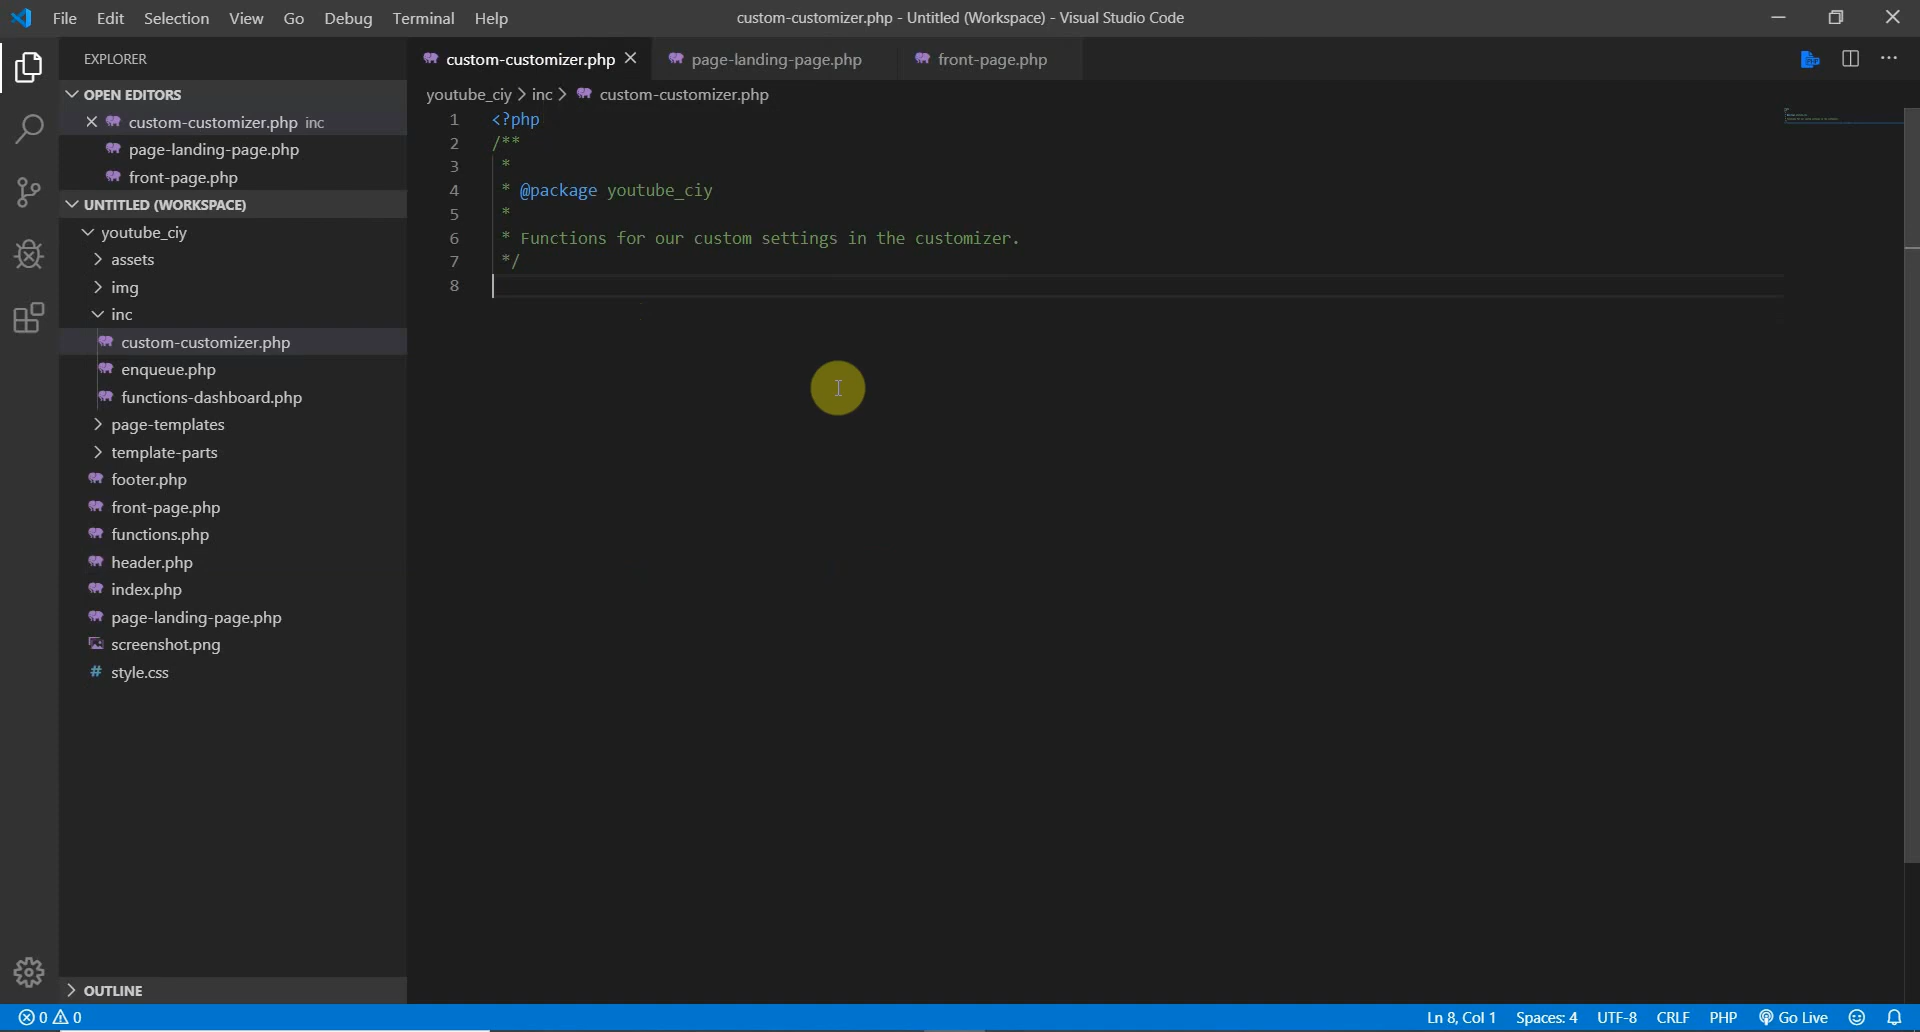 File Edit Selection View Go Debug Terminal Help
custom-customizer.php - Untitled (Workspace) - Visual Studio Code
EXPLORER
OPEN EDITORS
custom-customizer.php inc
page-landing-page.php
front-page.php
UNTITLED (WORKSPACE)
youtube_ciy
assets
img
inc
custom-customizer.php
enqueue.php
functions-dashboard.php
page-templates
template-parts
footer.php
front-page.php
functions.php
header.php
index.php
page-landing-page.php
screenshot.png
# style.css
OUTLINE
custom-customizer.php page-landing-page.php front-page.php
youtube_ciy > inc > custom-customizer.php
1 <?php
2 /**
3 *
4 * @package youtube_ciy
5 *
6 * Functions for our custom settings in the customizer.
7 */
8
0 0
Ln 8, Col 1 Spaces: 4 UTF-8 CRLF PHP Go Live